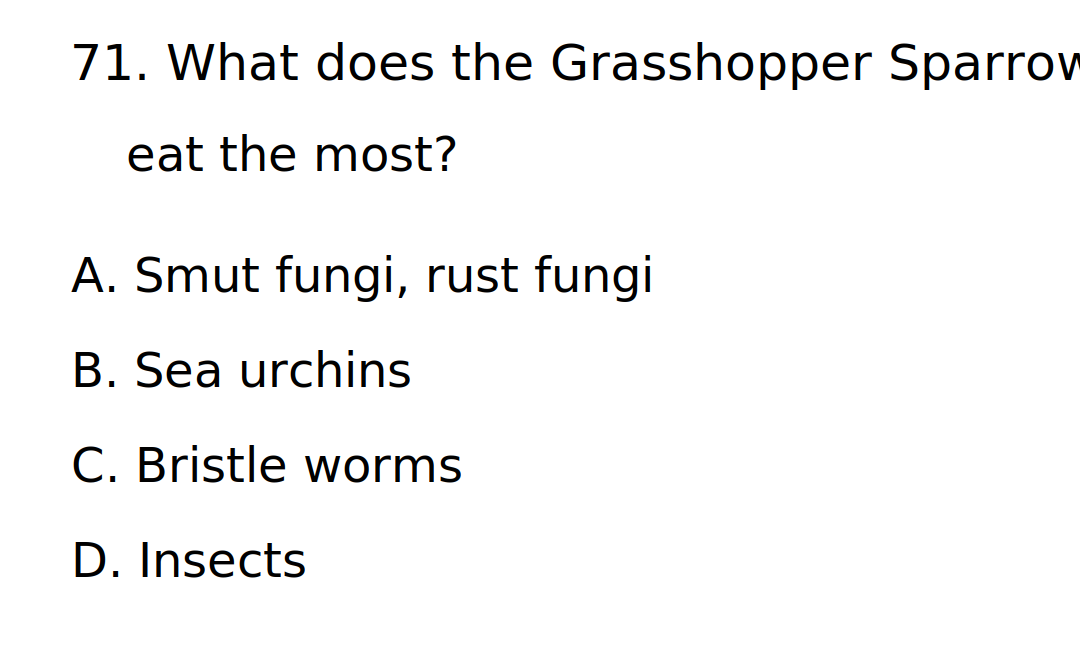 71. What does the Grasshopper Sparrow
eat the most?
A. Smut fungi, rust fungi
B. Sea urchins
C. Bristle worms
D. Insects